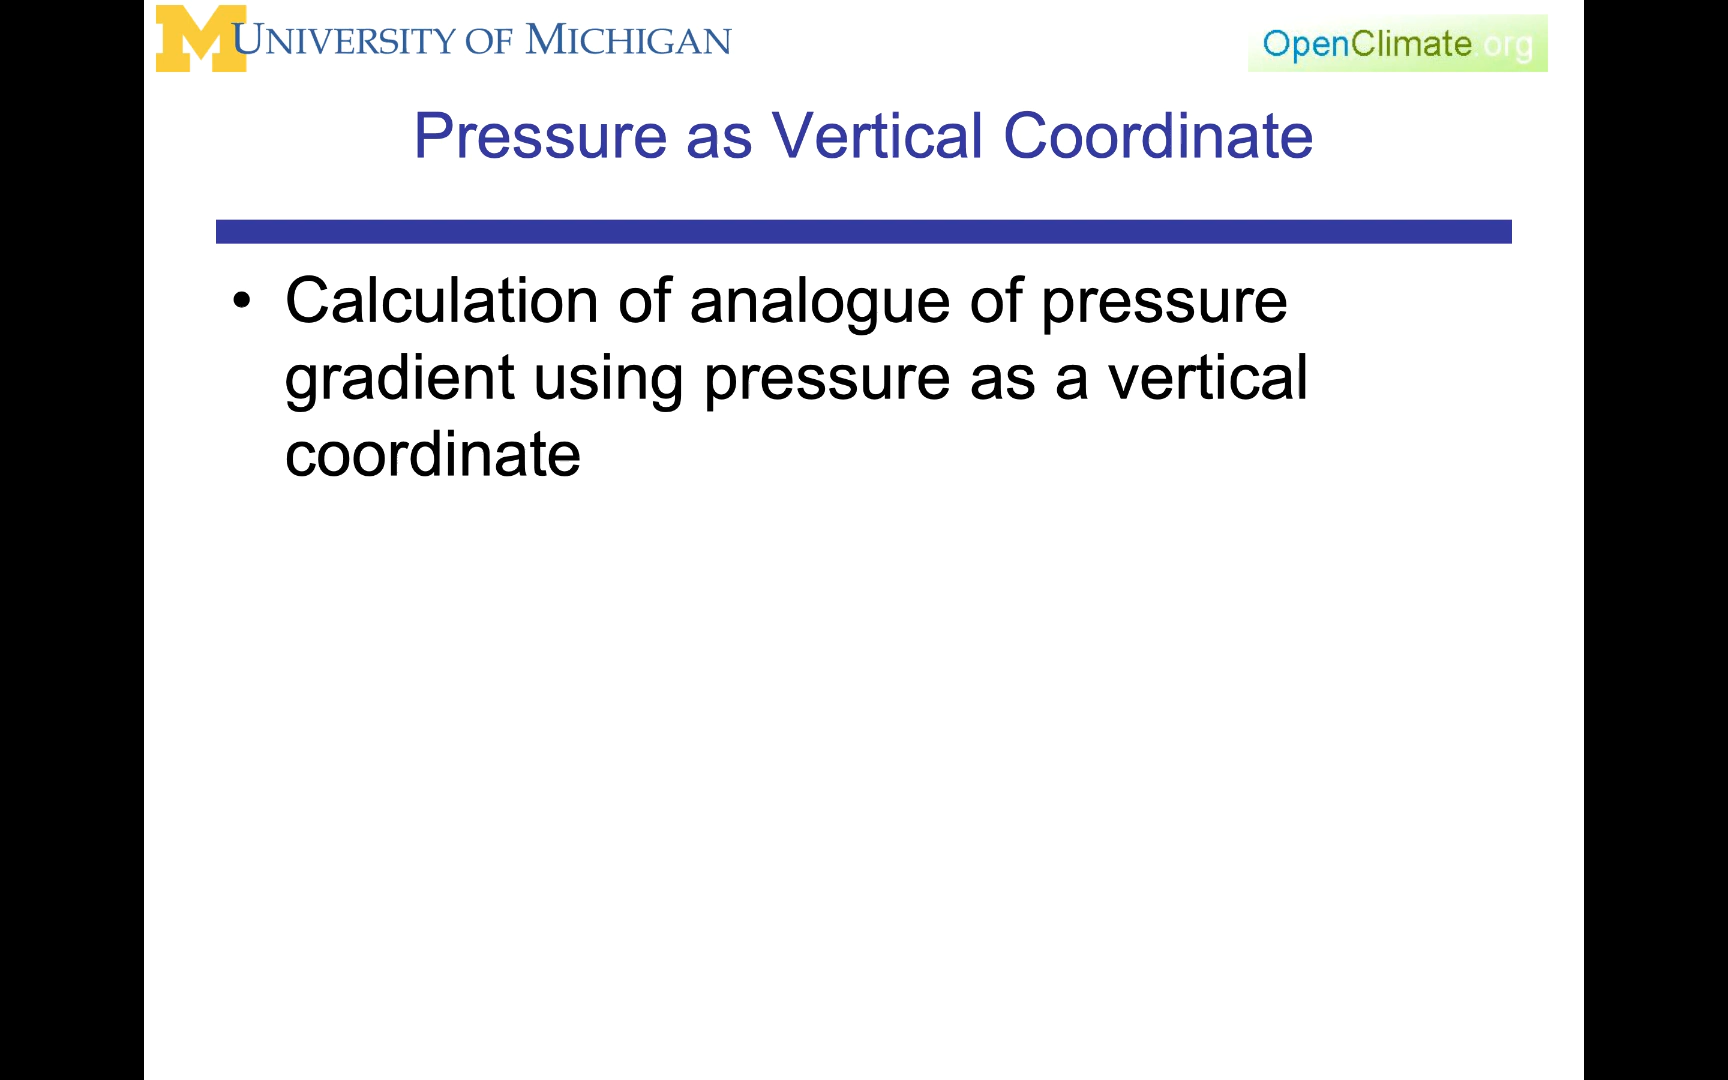 M UNIVERSITY OF MICHIGAN
OpenClimate.org
Pressure as Vertical Coordinate
• Calculation of analogue of pressure
gradient using pressure as a vertical
coordinate